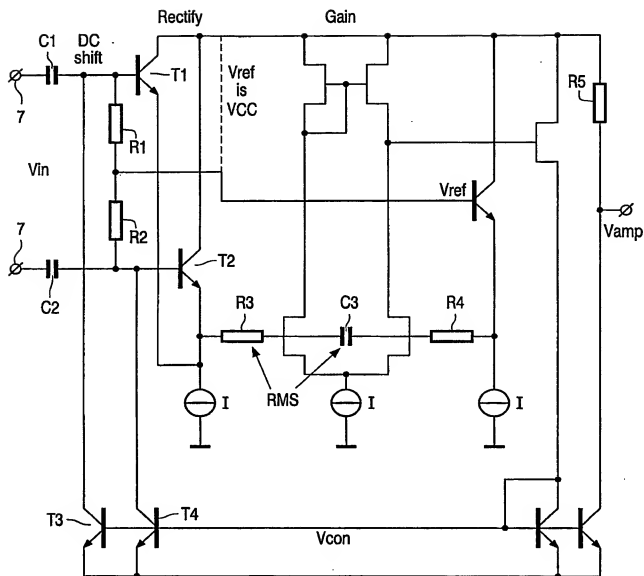 Rectify Gain
C1 DC shift
T1
7
R1
Vref is VCC
R5
Vin
Vref
7
R2
Vamp
C2
T2
R3 C3 R4
RMS
I I I
T3 T4
Vcon